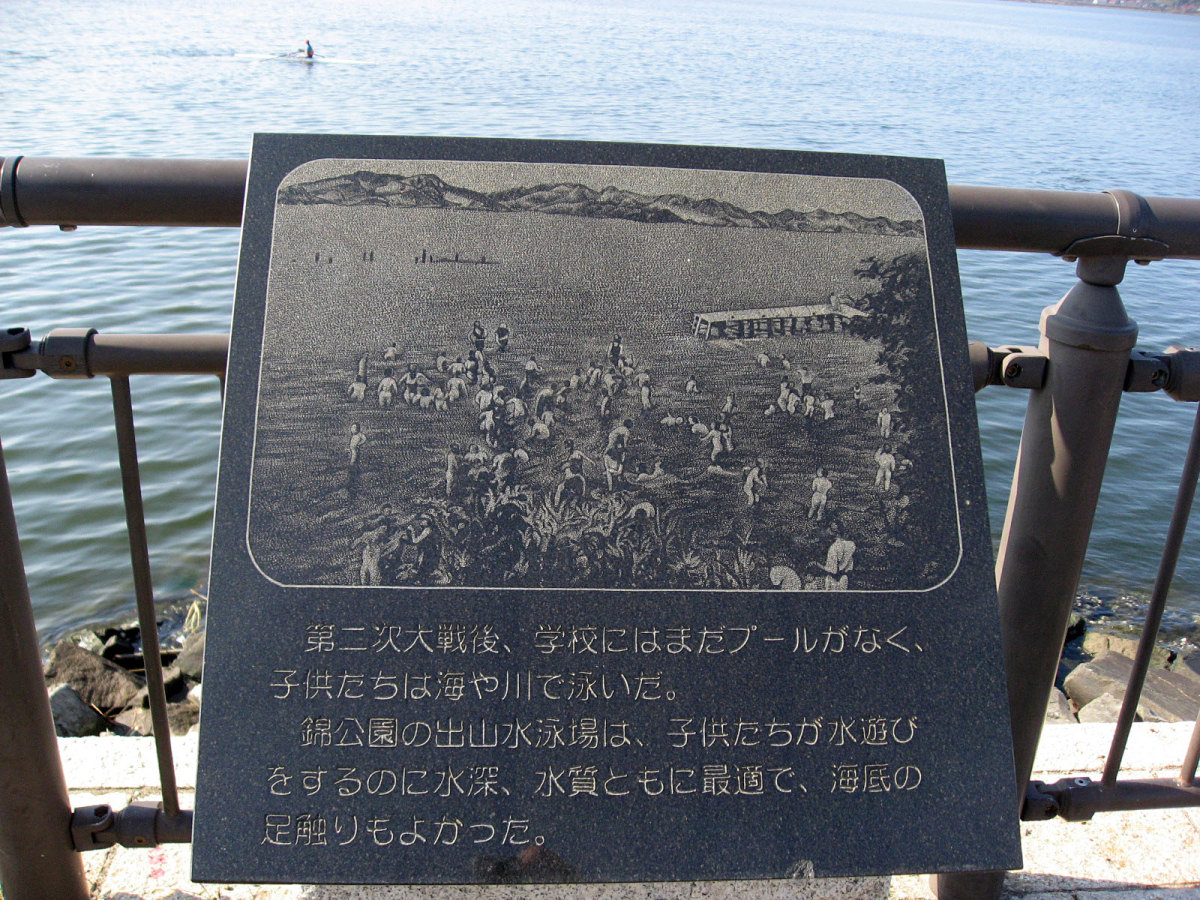 第二次大戦後、学校にはまだプールがなく、
子供たちは海や川で泳いだ。
錦公園の出山水泳場は、子供たちが水遊び
をするのに水深、水質ともに最適で、海底の
足触りもよかった。